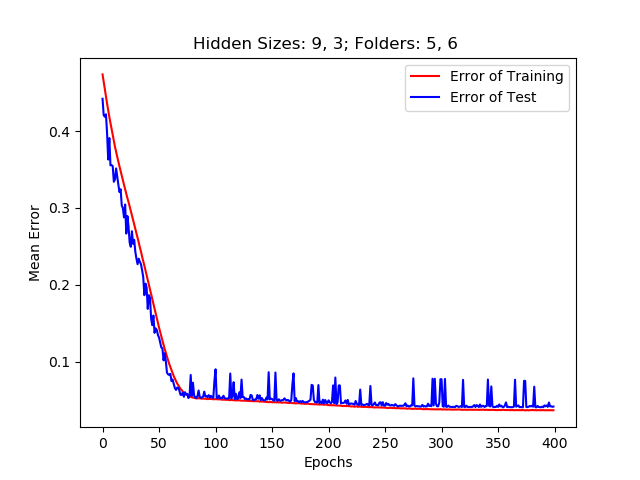 Hidden Sizes: 9, 3; Folders: 5, 6
Error of Training
Error of Test
Mean Error
0.4
0.3
0.2
0.1
0 50 100 150 200 250 300 350 400
Epochs